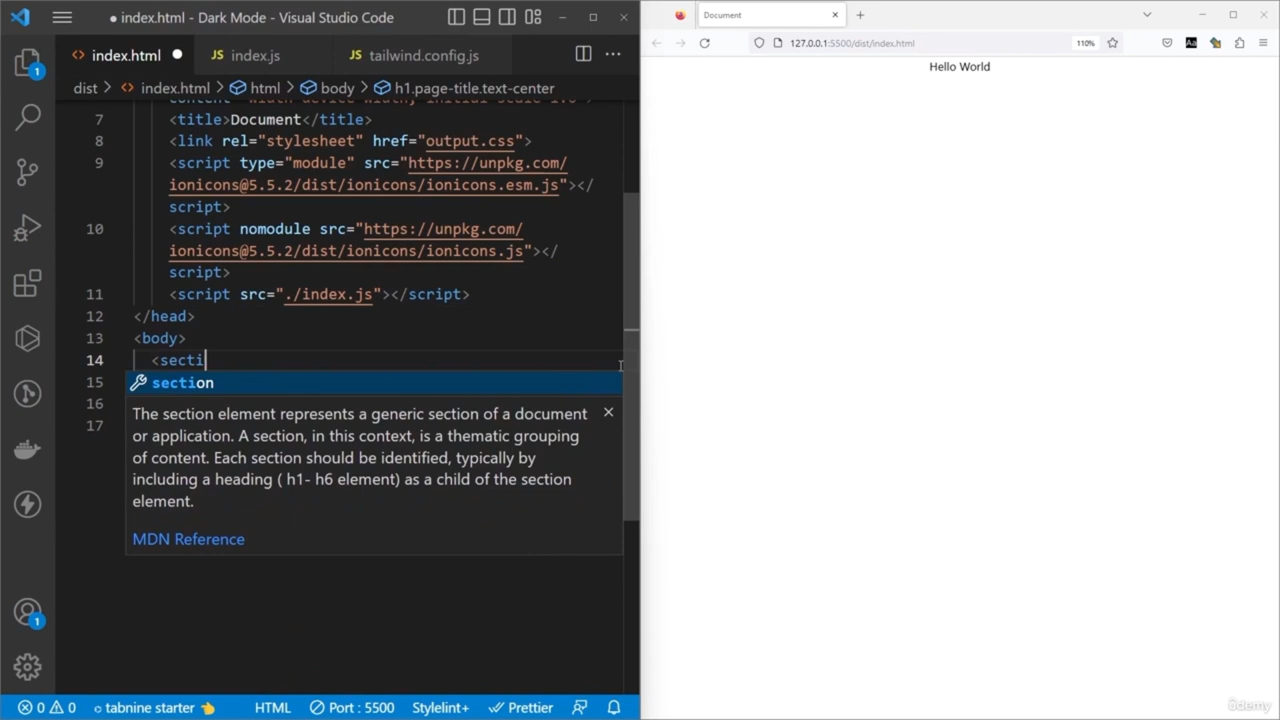 index.html - Dark Mode - Visual Studio Code
index.html
JS index.js
JS tailwind.config.js
dist > index.html > html > body > h1.page-title.text-center
7 <title>Document</title>
8 <link rel="stylesheet" href="output.css">
9 <script type="module" src="https://unpkg.com/
ionicons@5.5.2/dist/ionicons/ionicons.esm.js"></
script>
10 <script nomodule src="https://unpkg.com/
ionicons@5.5.2/dist/ionicons/ionicons.js"></
script>
11 <script src="./index.js"></script>
12 </head>
13 <body>
14 <secti
15
section
16
The section element represents a generic section of a document
17
or application. A section, in this context, is a thematic grouping
of content. Each section should be identified, typically by
including a heading ( h1- h6 element) as a child of the section
element.
MDN Reference
1
1
0 0 tabnine starter HTML Port : 5500 Stylelint+ Prettier
Document
127.0.0.1:5500/dist/index.html
110%
Aa
Hello World
ûdemy